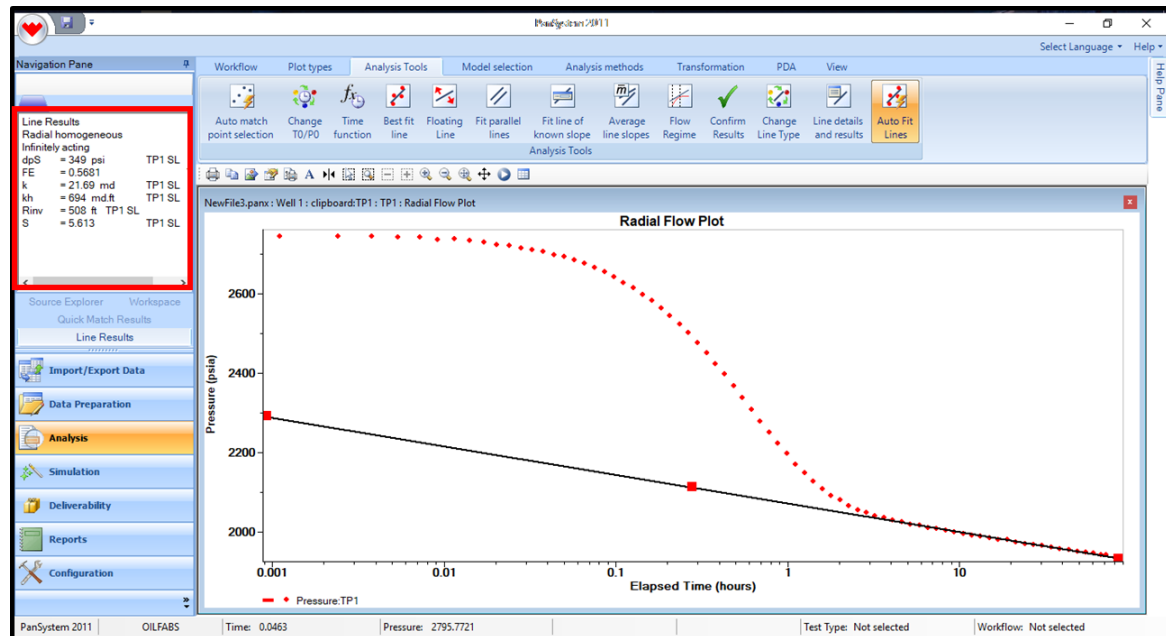 PanSystem 2011
Select Language
Help
Navigation Pane
Workflow Plot types Analysis Tools Model selection Analysis methods Transformation PDA View
Help Pane
Auto match point selection
Change T0/P0
Time function
Best fit line
Floating Line
Fit parallel lines
Fit line of known slope
Average line slopes
Flow Regime
Confirm Results
Change Line Type
Line details and results
Auto Fit Lines
Analysis Tools
Line Results
Radial homogeneous
Infinitely acting
dpS = 349 psi TP1 SL
FE = 0.5681
k = 21.69 md TP1 SL
kh = 694 md.ft TP1 SL
Rinv = 508 ft TP1 SL
S = 5.613 TP1 SL
Source Explorer Workspace
Quick Match Results
Line Results
Import/Export Data
Data Preparation
Analysis
Simulation
Deliverability
Reports
Configuration
NewFile3.panx : Well 1 : clipboard:TP1 : TP1 : Radial Flow Plot
Radial Flow Plot
Pressure (psia)
2600
2400
2200
2000
0.001 0.01 0.1 1 10
Elapsed Time (hours)
Pressure:TP1
PanSystem 2011 OILFABS Time: 0.0463 Pressure: 2795.7721 Test Type: Not selected Workflow: Not selected